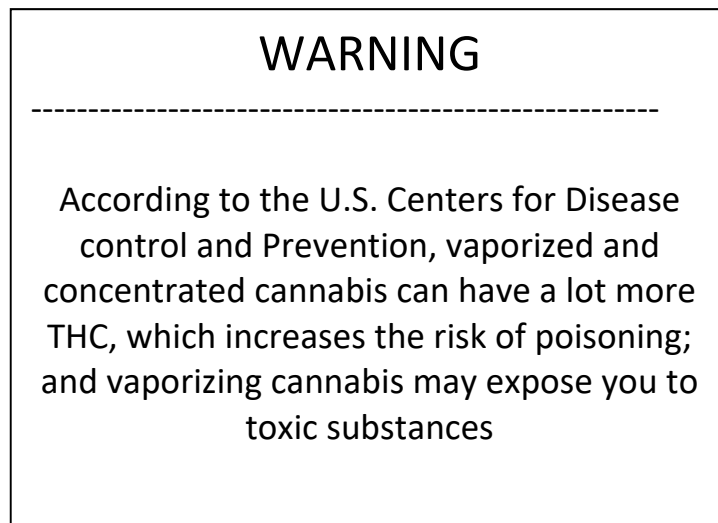 WARNING
-------------------------------------------------------
According to the U.S. Centers for Disease
control and Prevention, vaporized and
concentrated cannabis can have a lot more
THC, which increases the risk of poisoning;
and vaporizing cannabis may expose you to
toxic substances